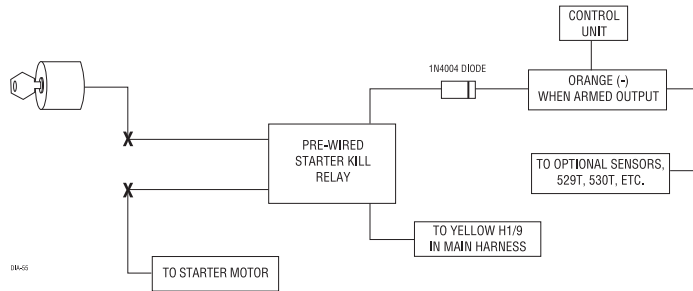 CONTROL
UNIT
1N4004 DIODE
ORANGE (-)
WHEN ARMED OUTPUT
PRE-WIRED
STARTER KILL
RELAY
TO OPTIONAL SENSORS,
529T, 530T, ETC.
TO YELLOW H1/9
IN MAIN HARNESS
TO STARTER MOTOR
DIA-55